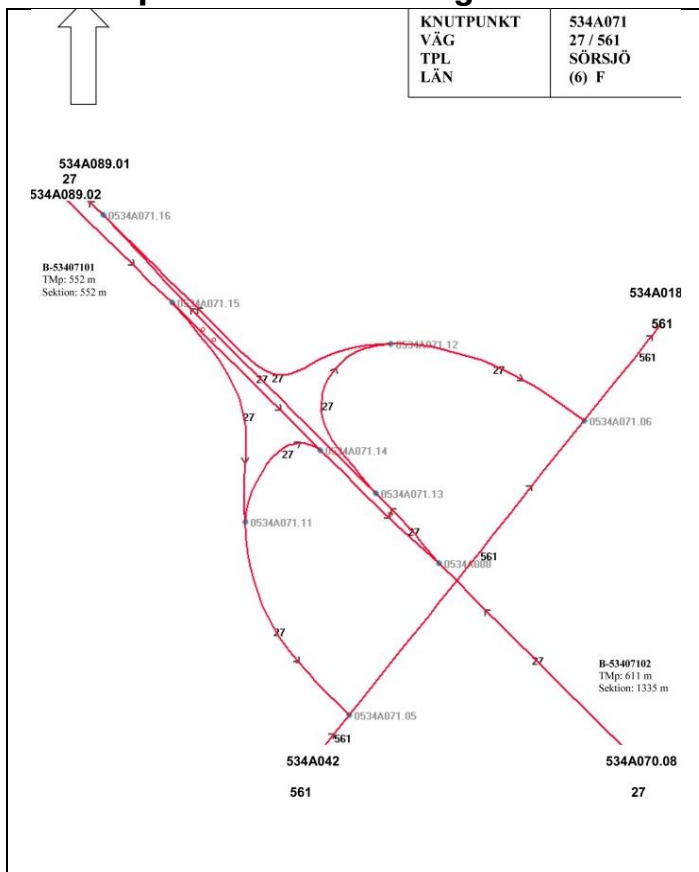 KNUTPUNKT 534A071
VÄG 27 / 561
TPL SÖRSJÖ
LÄN (6) F
534A089.01
27
534A089.02
0534A071.16
B-53407101
TMp: 552 m
Sektion: 552 m
0534A071.15
534A018
561
561
0534A071.12
27
27 27
27
27
0534A071.06
0534A071.14
27
0534A071.13
0534A071.11
27
0534A088
561
27
27
B-53407102
TMp: 611 m
Sektion: 1335 m
0534A071.05
561
534A042
534A070.08
561
27